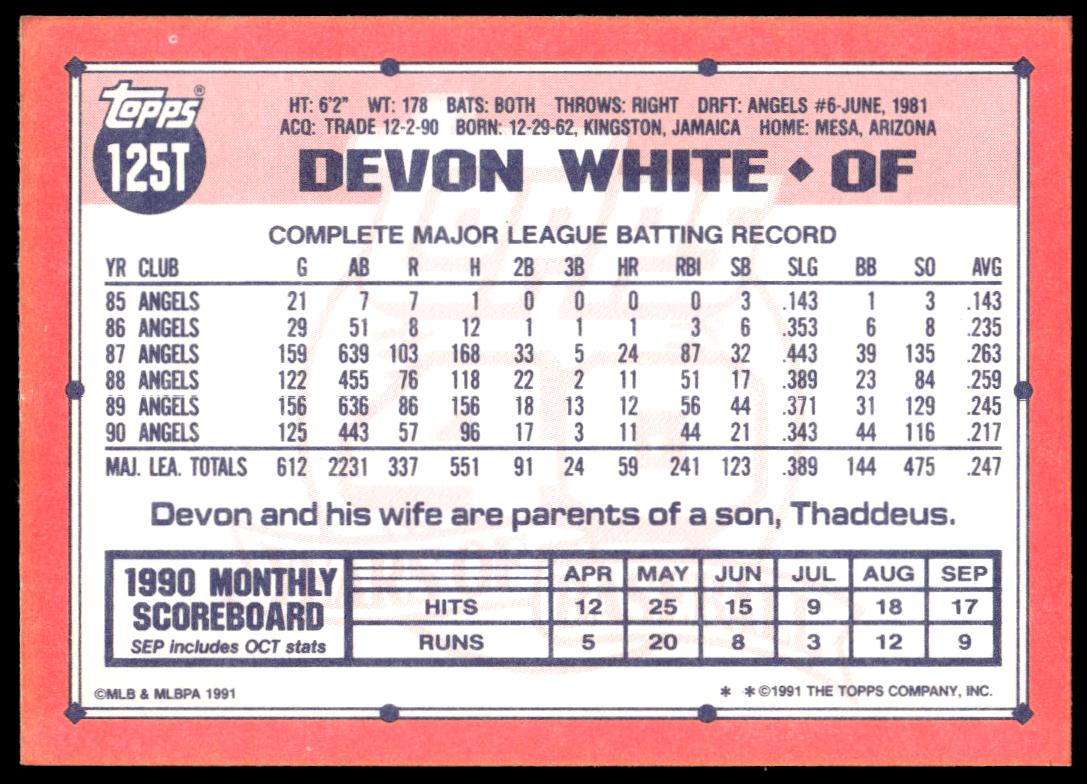 Topps®
125T
HT: 6'2" WT: 178 BATS: BOTH THROWS: RIGHT DRFT: ANGELS #6-JUNE, 1981
ACQ: TRADE 12-2-90 BORN: 12-29-62, KINGSTON, JAMAICA HOME: MESA, ARIZONA
DEVON WHITE ♦ OF
COMPLETE MAJOR LEAGUE BATTING RECORD
YR CLUB G AB R H 2B 3B HR RBI SB SLG BB SO AVG
85 ANGELS 21 7 7 1 0 0 0 0 3 .143 1 3 .143
86 ANGELS 29 51 8 12 1 1 1 3 6 .353 6 8 .235
87 ANGELS 159 639 103 168 33 5 24 87 32 .443 39 135 .263
88 ANGELS 122 455 76 118 22 2 11 51 17 .389 23 84 .259
89 ANGELS 156 636 86 156 18 13 12 56 44 .371 31 129 .245
90 ANGELS 125 443 57 96 17 3 11 44 21 .343 44 116 .217
MAJ. LEA. TOTALS 612 2231 337 551 91 24 59 241 123 .389 144 475 .247
Devon and his wife are parents of a son, Thaddeus.
1990 MONTHLY
SCOREBOARD
SEP includes OCT stats
APR MAY JUN JUL AUG SEP
HITS 12 25 15 9 18 17
RUNS 5 20 8 3 12 9
©MLB & MLBPA 1991
* *©1991 THE TOPPS COMPANY, INC.